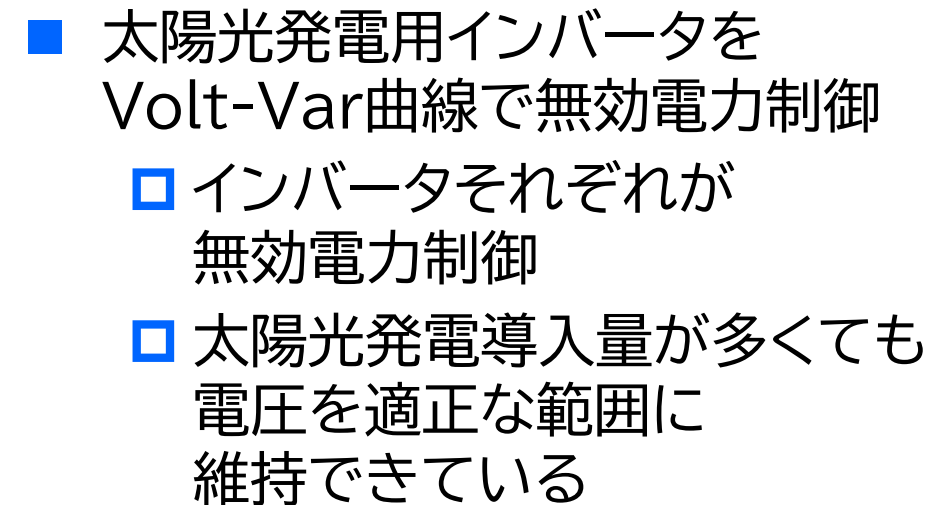 太陽光発電用インバータを
Volt-Var曲線で無効電力制御
インバータそれぞれが
無効電力制御
太陽光発電導入量が多くても
電圧を適正な範囲に
維持できている